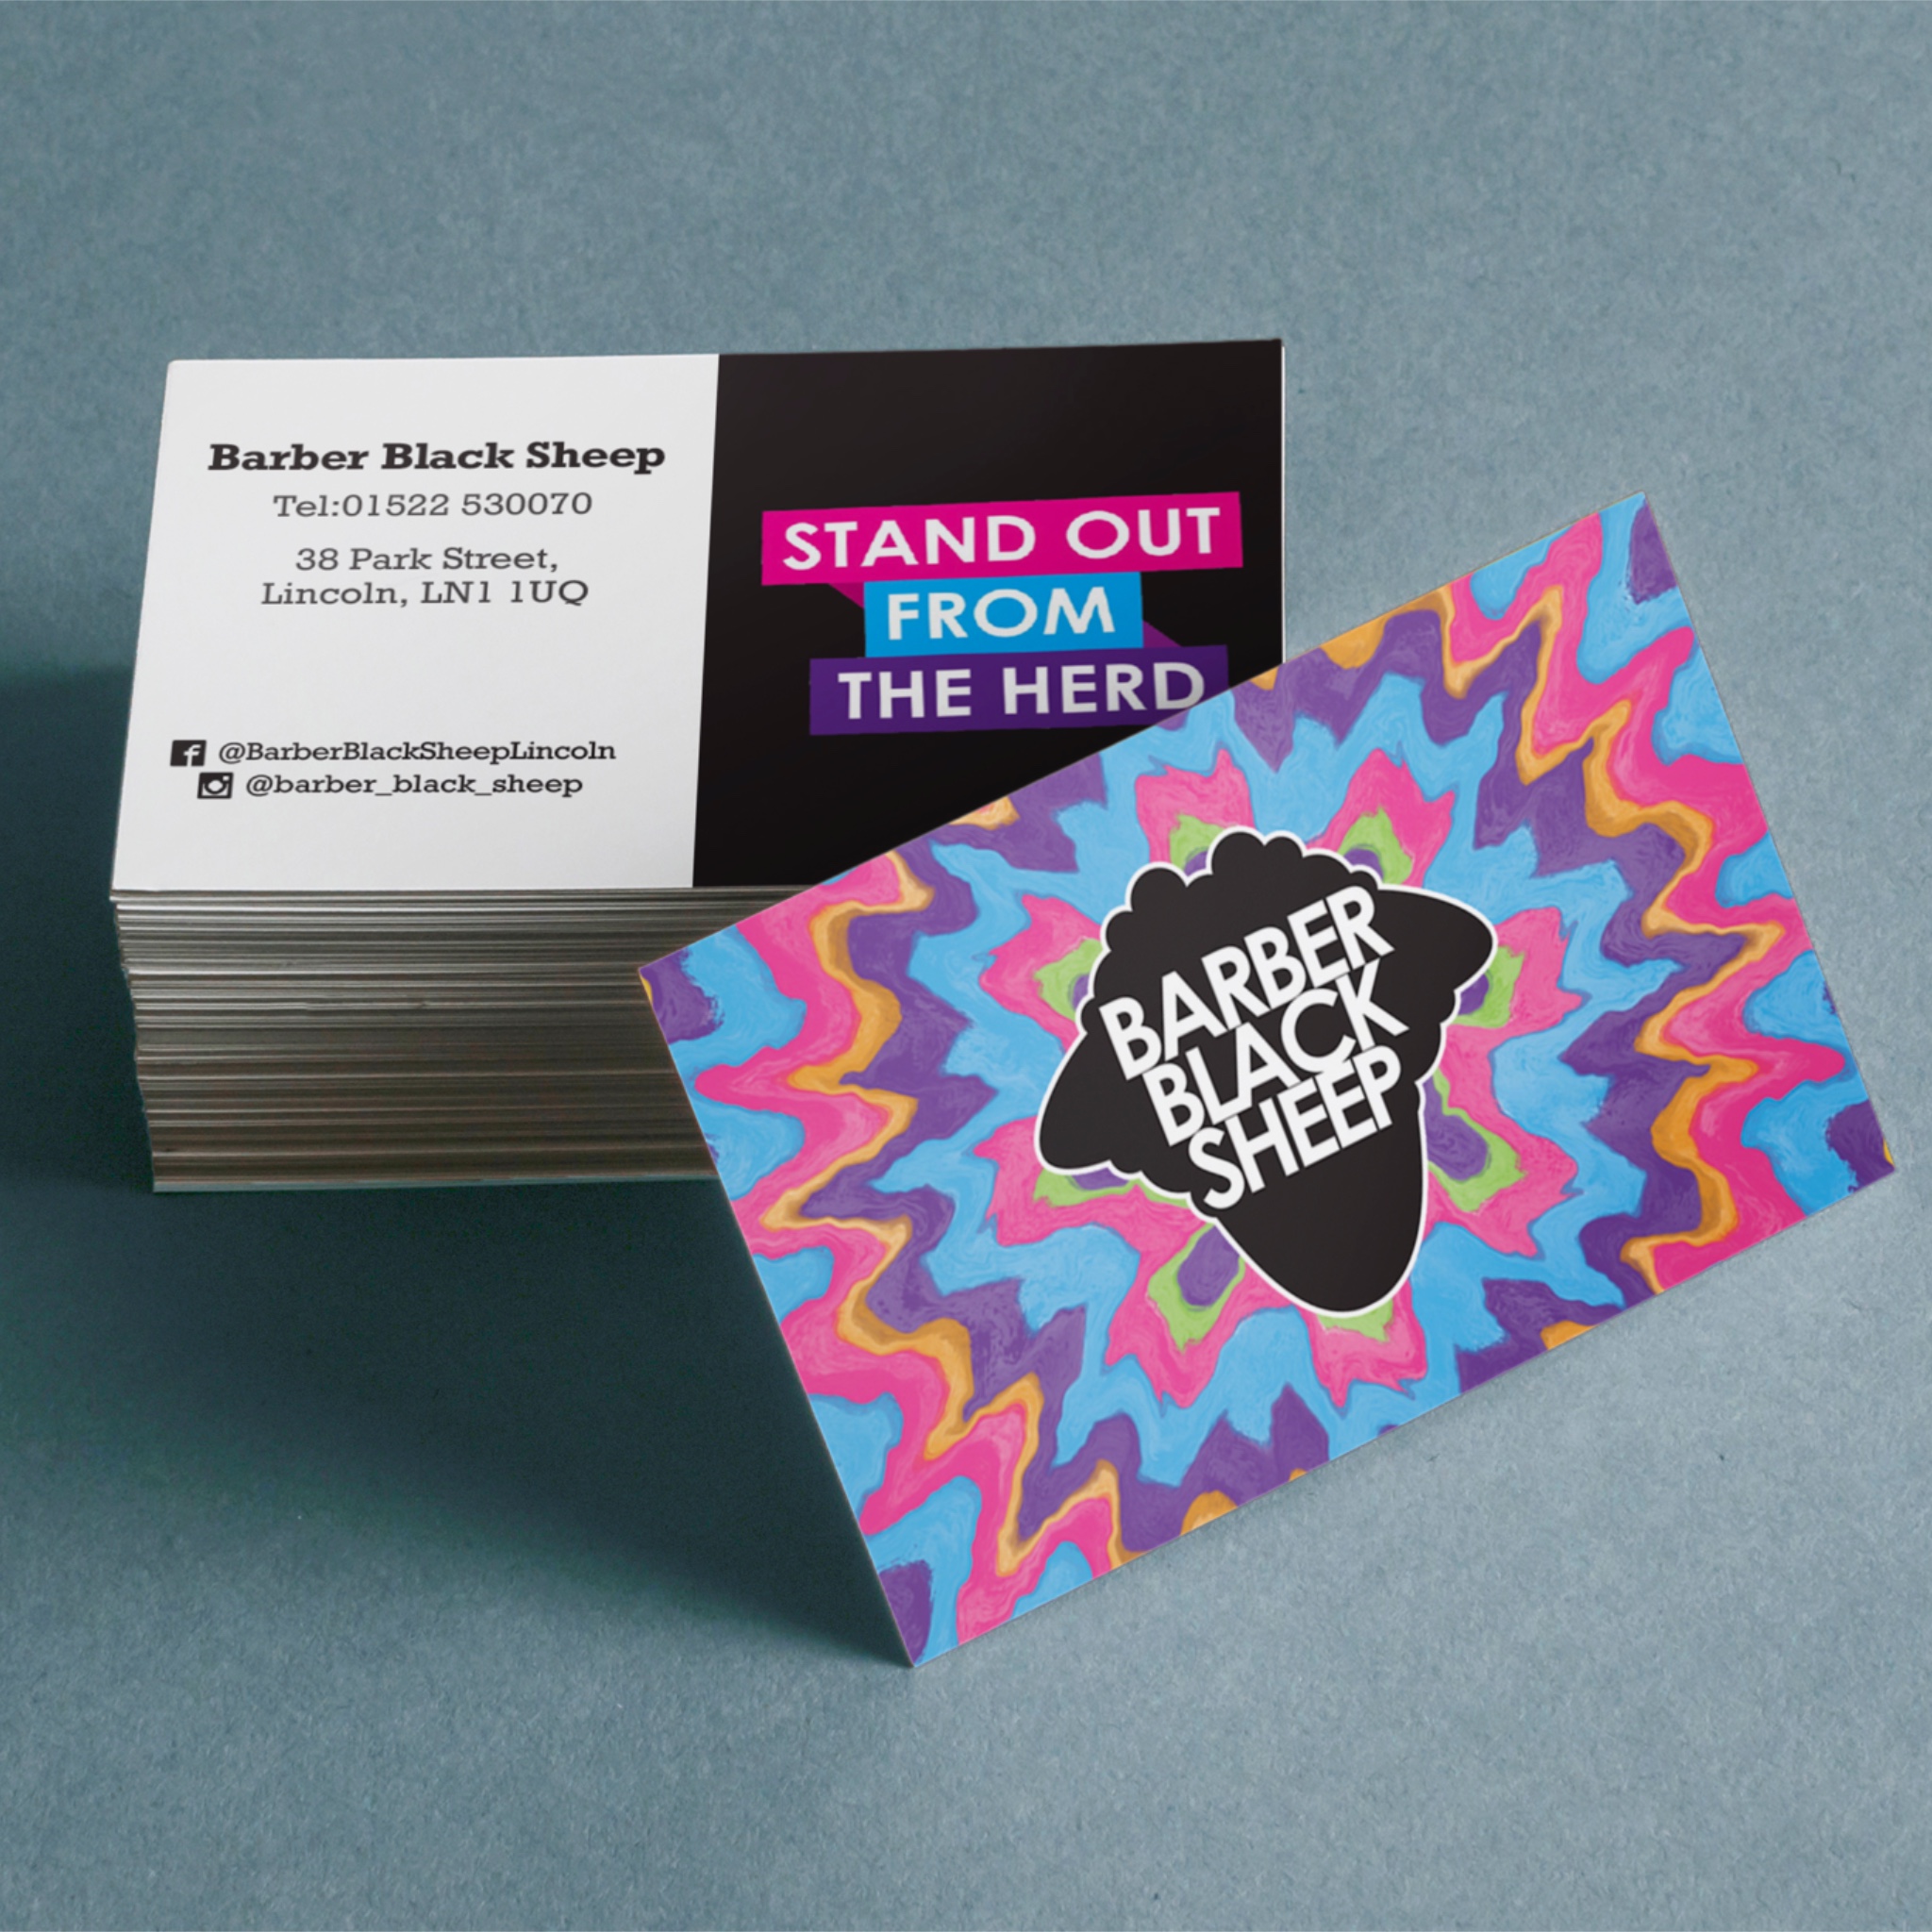 Barber Black Sheep
Tel:01522 530070
38 Park Street,
Lincoln, LN1 1UQ
@BarberBlackSheepLincoln
@barber_black_sheep
STAND OUT
FROM
THE HERD
BARBER
BLACK
SHEEP